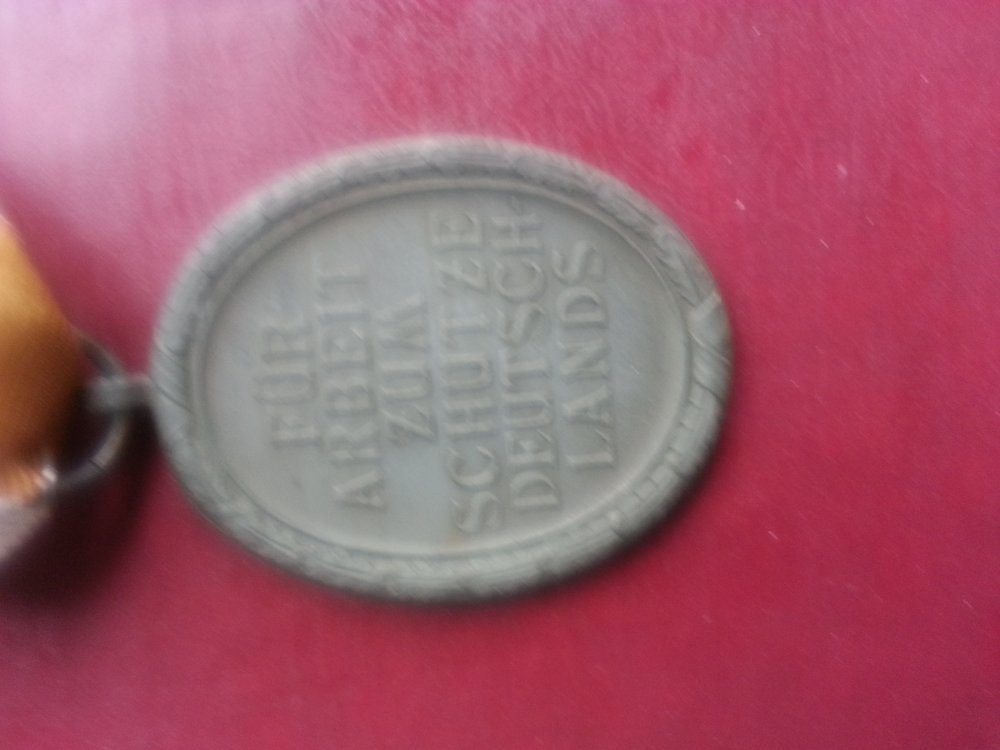 FÜR
ARBEIT
ZUM
SCHUTZE
DEUTSCH-
LANDS